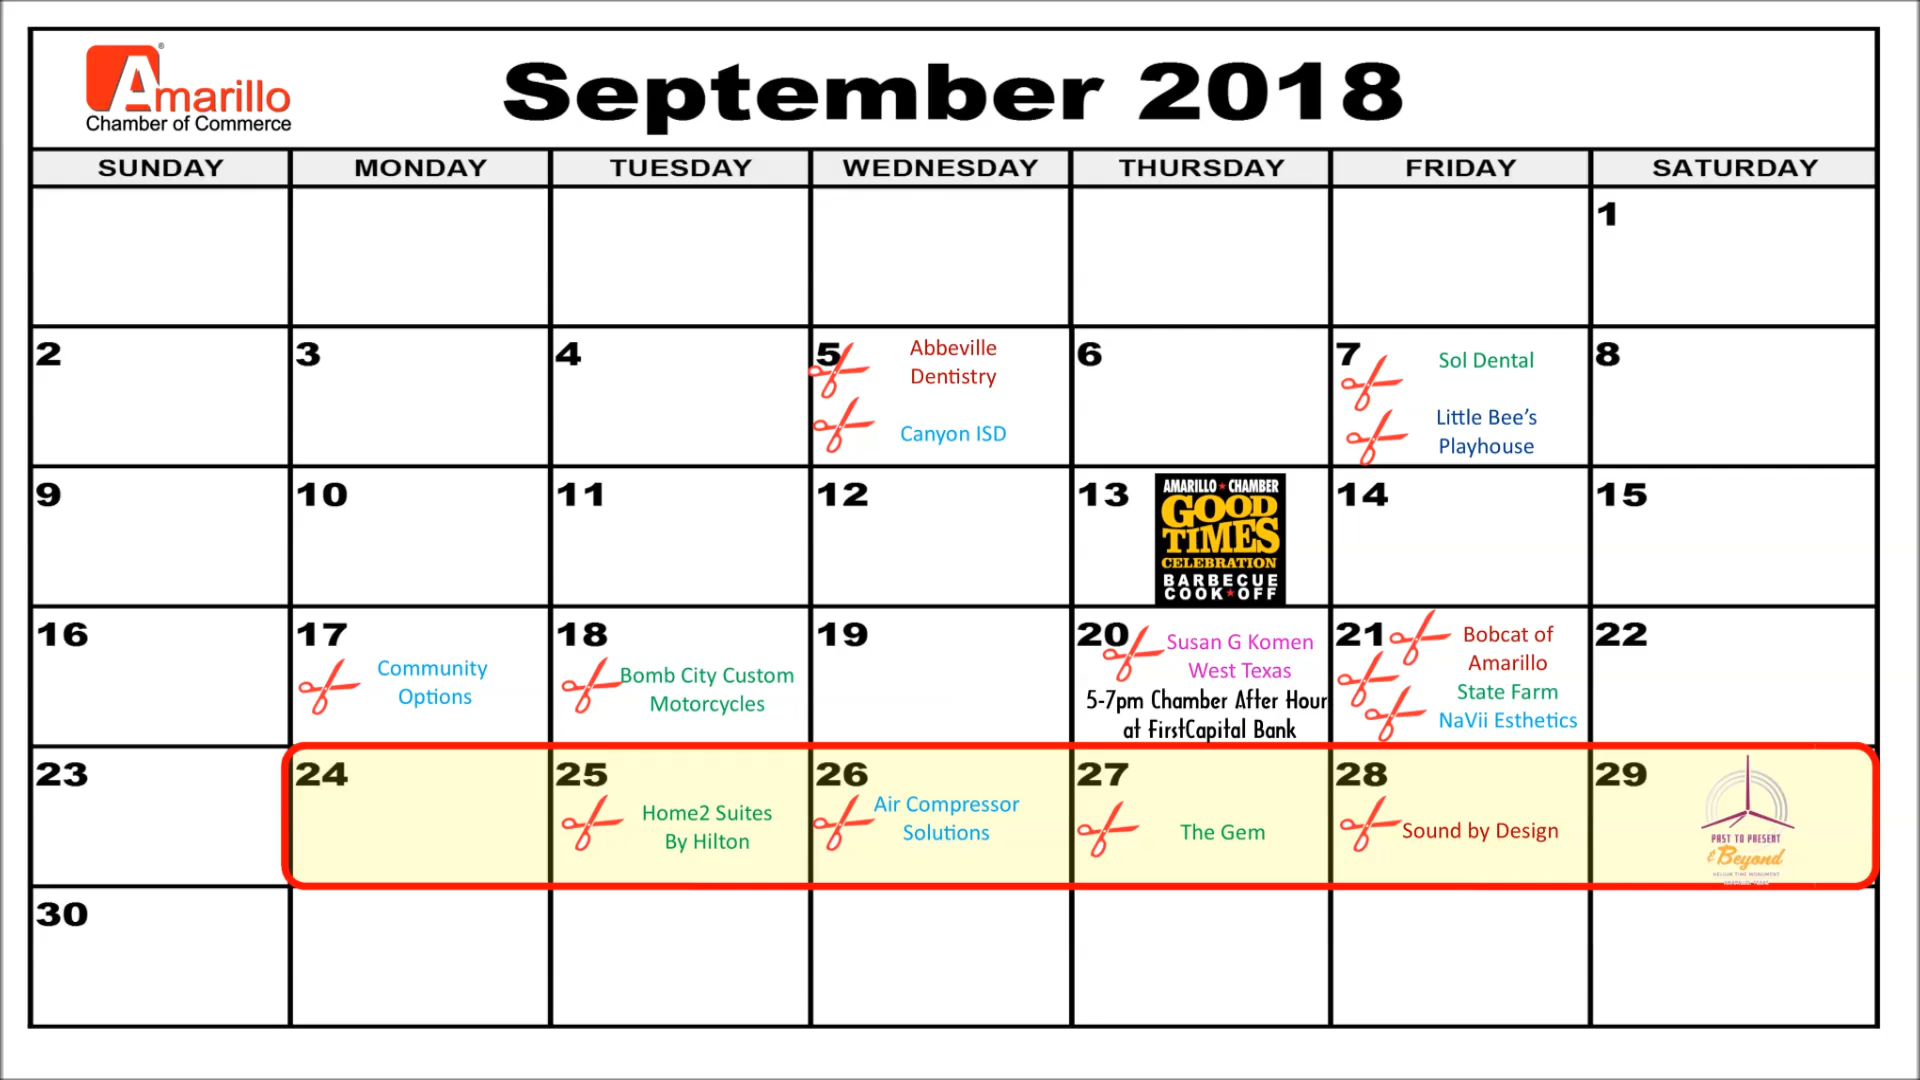 Amarillo
Chamber of Commerce
September 2018
SUNDAY MONDAY TUESDAY WEDNESDAY THURSDAY FRIDAY SATURDAY
1
2 3 4 5 6 7 8
Abbeville
Dentistry
Canyon ISD
Sol Dental
Little Bee’s
Playhouse
9 10 11 12 13 14 15
AMARILLO CHAMBER
GOOD
TIMES
CELEBRATION
BARBECUE
COOK OFF
16 17 18 19 20 21 22
Community
Options
Bomb City Custom
Motorcycles
Susan G Komen
West Texas
5-7pm Chamber After Hour
at FirstCapital Bank
Bobcat of
Amarillo
State Farm
NaVii Esthetics
23 24 25 26 27 28 29
Home2 Suites
By Hilton
Air Compressor
Solutions
The Gem
Sound by Design
PAST TO PRESENT
& Beyond
HELIUM TIME MONUMENT
30